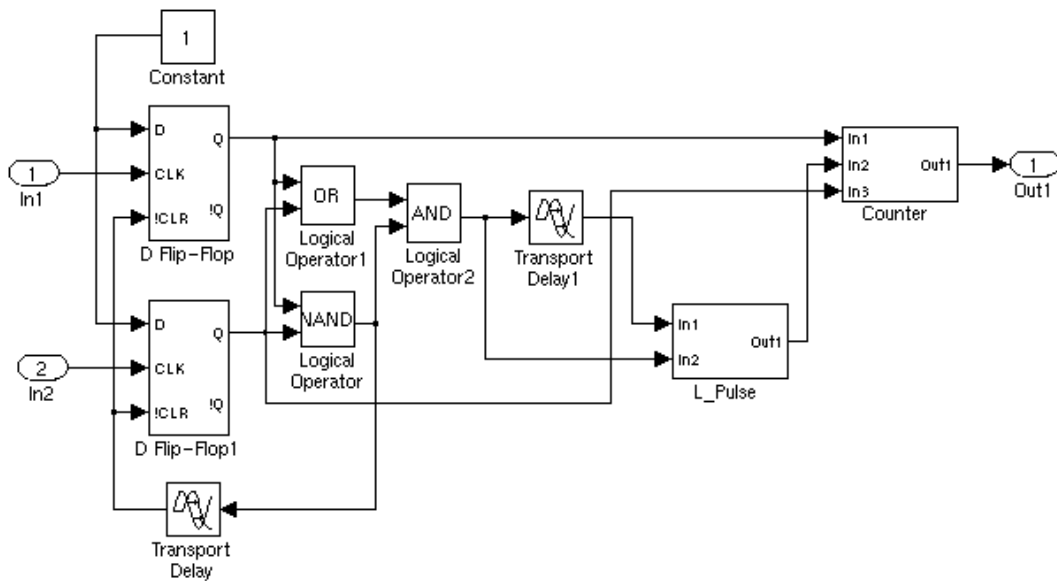 1
Constant
D
Q
CLK
!CLR
!Q
D Flip-Flop
1
In1
OR
Logical
Operator1
AND
Logical
Operator2
Transport
Delay1
In1
In2
In3
Out1
Counter
1
Out1
D
Q
CLK
!CLR
!Q
D Flip-Flop1
2
In2
NAND
Logical
Operator
In1
In2
Out1
L_Pulse
Transport
Delay